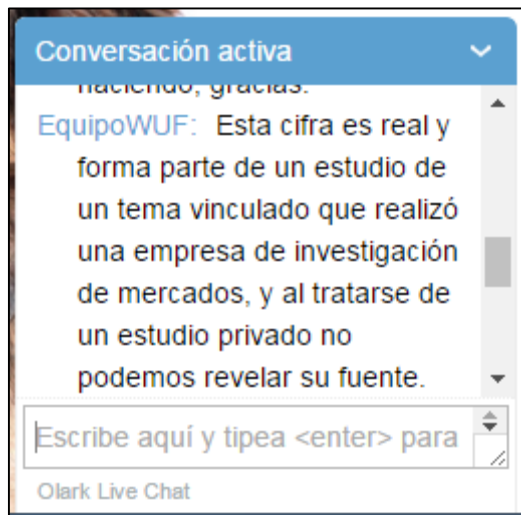 Conversación activa
haciendo, gracias.
EquipoWUF: Esta cifra es real y
forma parte de un estudio de
un tema vinculado que realizó
una empresa de investigación
de mercados, y al tratarse de
un estudio privado no
podemos revelar su fuente.
Escribe aquí y tipea <enter> para
Olark Live Chat